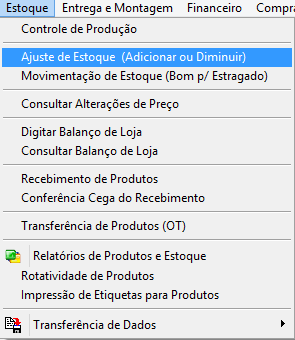 Estoque Entrega e Montagem Financeiro Compra
Controle de Produção
Ajuste de Estoque (Adicionar ou Diminuir)
Movimentação de Estoque (Bom p/ Estragado)
Consultar Alterações de Preço
Digitar Balanço de Loja
Consultar Balanço de Loja
Recebimento de Produtos
Conferência Cega do Recebimento
Transferência de Produtos (OT)
Relatórios de Produtos e Estoque
Rotatividade de Produtos
Impressão de Etiquetas para Produtos
Transferência de Dados